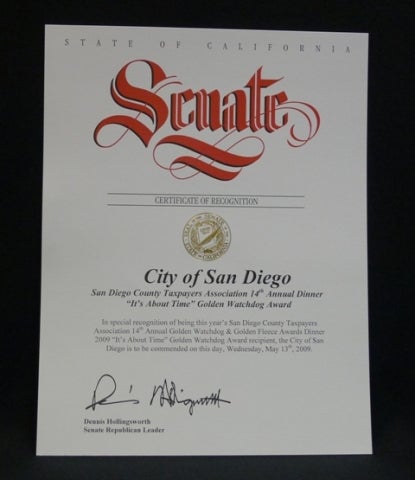 STATE OF CALIFORNIA
Senate
CERTIFICATE OF RECOGNITION
City of San Diego
San Diego County Taxpayers Association 14th Annual Dinner
"It's About Time" Golden Watchdog Award
In special recognition of being this year's San Diego County Taxpayers
Association 14th Annual Golden Watchdog & Golden Fleece Awards Dinner
2009 "It's About Time" Golden Watchdog Award recipient, the City of San
Diego is to be commended on this day, Wednesday, May 13th, 2009.
Dennis Hollingsworth
Senate Republican Leader